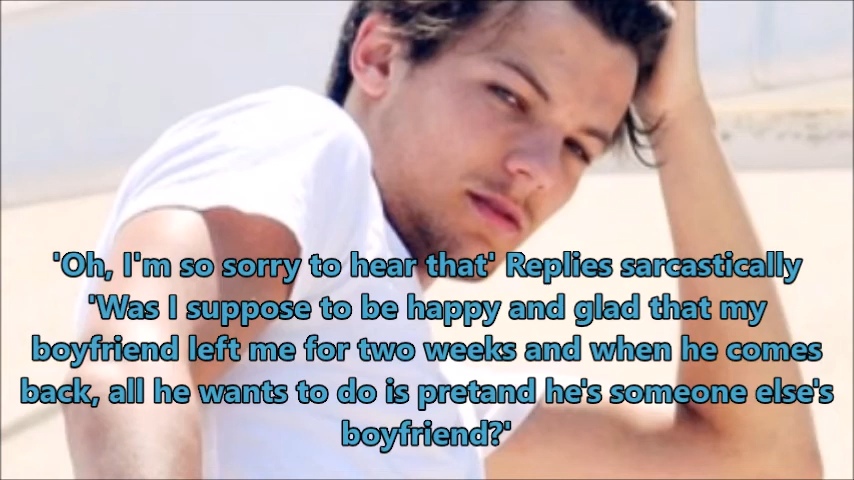 'Oh, I'm so sorry to hear that' Replies sarcastically
'Was I suppose to be happy and glad that my
boyfriend left me for two weeks and when he comes
back, all he wants to do is pretand he's someone else's
boyfriend?'